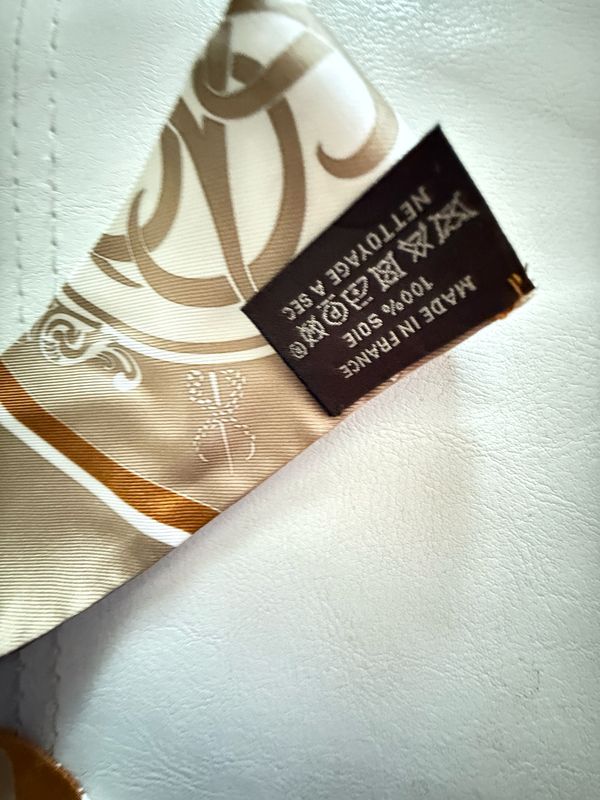 MADE IN FRANCE
100% SOIE
NETTOYAGE A SEC